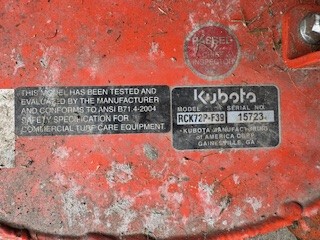 PASSED
INSPECTOR
THIS MODEL HAS BEEN TESTED AND
EVALUATED BY THE MANUFACTURER
AND CONFORMS TO ANSI B71.4-2004
SAFETY SPECIFICATION FOR
COMMERCIAL TURF CARE EQUIPMENT.
Kubota
MODEL SERIAL NO.
RCK72P-F39 15723
KUBOTA MANUFACTURING
of AMERICA CORP.
GAINESVILLE, GA